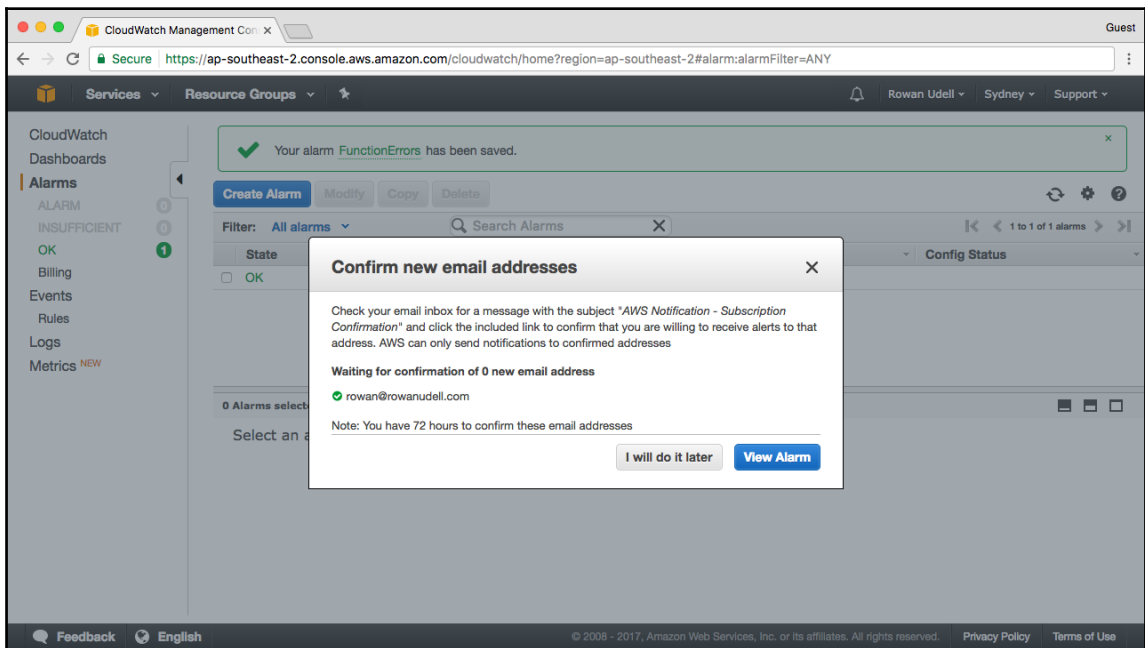 CloudWatch Management Con
Guest
Secure https://ap-southeast-2.console.aws.amazon.com/cloudwatch/home?region=ap-southeast-2#alarm:alarmFilter=ANY
Services Resource Groups Rowan Udell Sydney Support
CloudWatch
Dashboards
Alarms
ALARM 0
INSUFFICIENT 0
OK 1
Billing
Events
Rules
Logs
Metrics NEW
Your alarm FunctionErrors has been saved.
Create Alarm Modify Copy Delete
Filter: All alarms Search Alarms 1 to 1 of 1 alarms
State Config Status
OK
Confirm new email addresses
Check your email inbox for a message with the subject "AWS Notification - Subscription
Confirmation" and click the included link to confirm that you are willing to receive alerts to that
address. AWS can only send notifications to confirmed addresses
Waiting for confirmation of 0 new email address
rowan@rowanudell.com
Note: You have 72 hours to confirm these email addresses
I will do it later View Alarm
0 Alarms select
Select an a
Feedback English © 2008 - 2017, Amazon Web Services, Inc. or its affiliates. All rights reserved. Privacy Policy Terms of Use